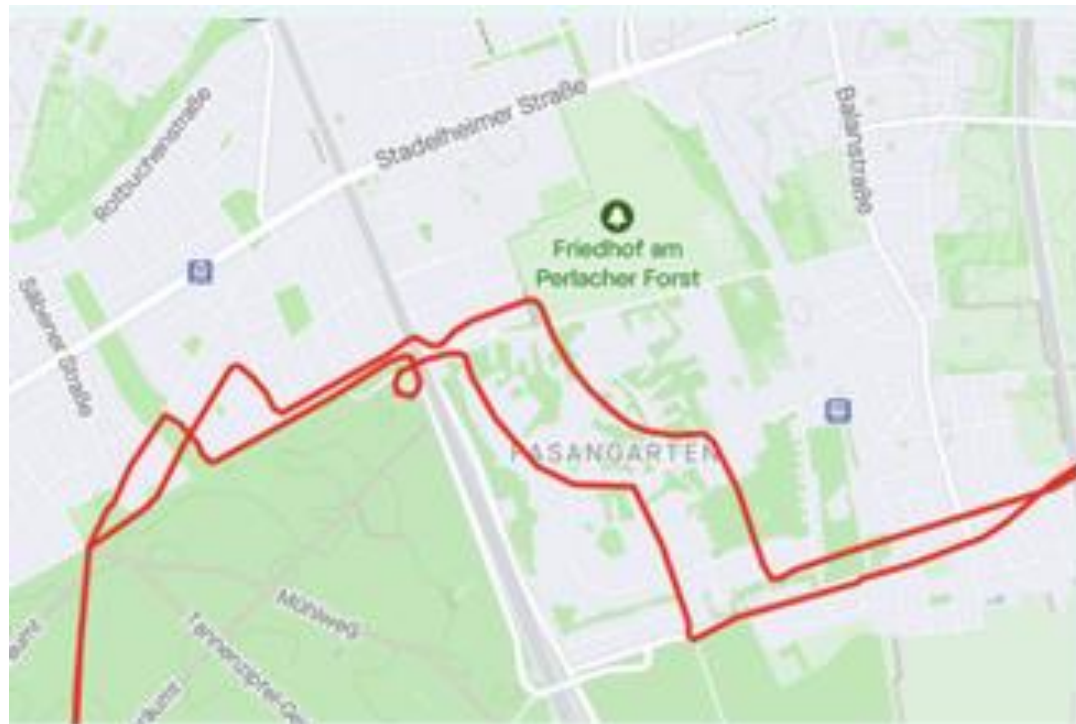 Stadelheimer Straße
Balanstraße
Rotbuchenstraße
Friedhof am
Perlacher Forst
Säbener Straße
FASANGARTEN
Mühlweg